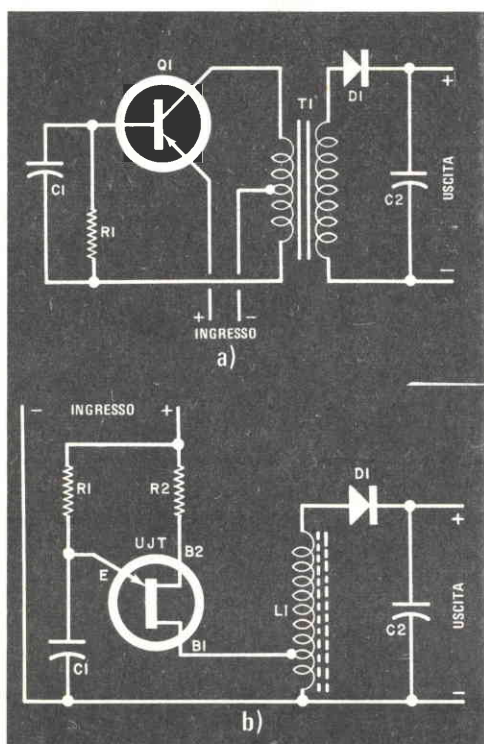 Q1
D1
T1
+
C1
R1
C2
USCITA
+
-
INGRESSO
-
a)
- INGRESSO +
R1
R2
D1
+
UJT
B2
E
L1
C2
USCITA
C1
B1
-
b)